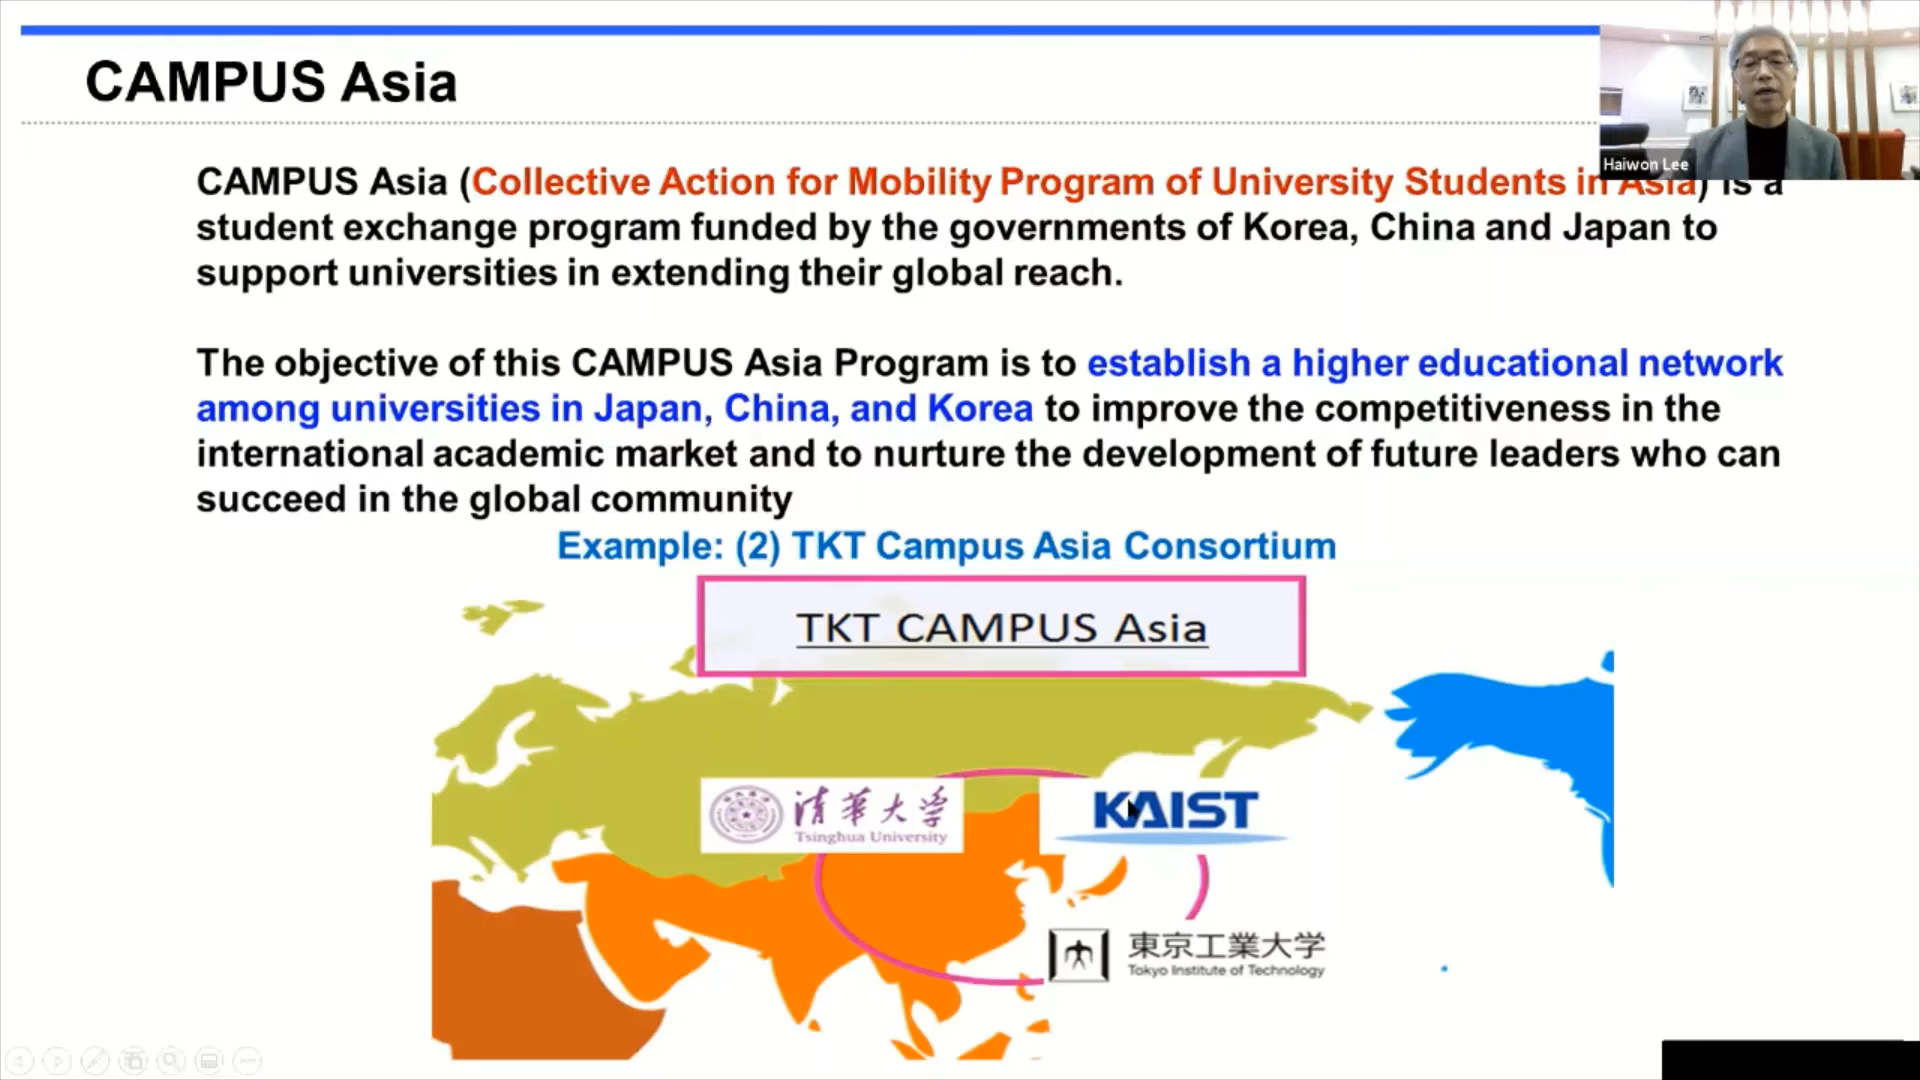 CAMPUS Asia
Haiwon Lee
CAMPUS Asia (Collective Action for Mobility Program of University Students in Asia) is a
student exchange program funded by the governments of Korea, China and Japan to
support universities in extending their global reach.
The objective of this CAMPUS Asia Program is to establish a higher educational network
among universities in Japan, China, and Korea to improve the competitiveness in the
international academic market and to nurture the development of future leaders who can
succeed in the global community
Example: (2) TKT Campus Asia Consortium
TKT CAMPUS Asia
清華大学
Tsinghua University
KAIST
東京工業大学
Tokyo Institute of Technology